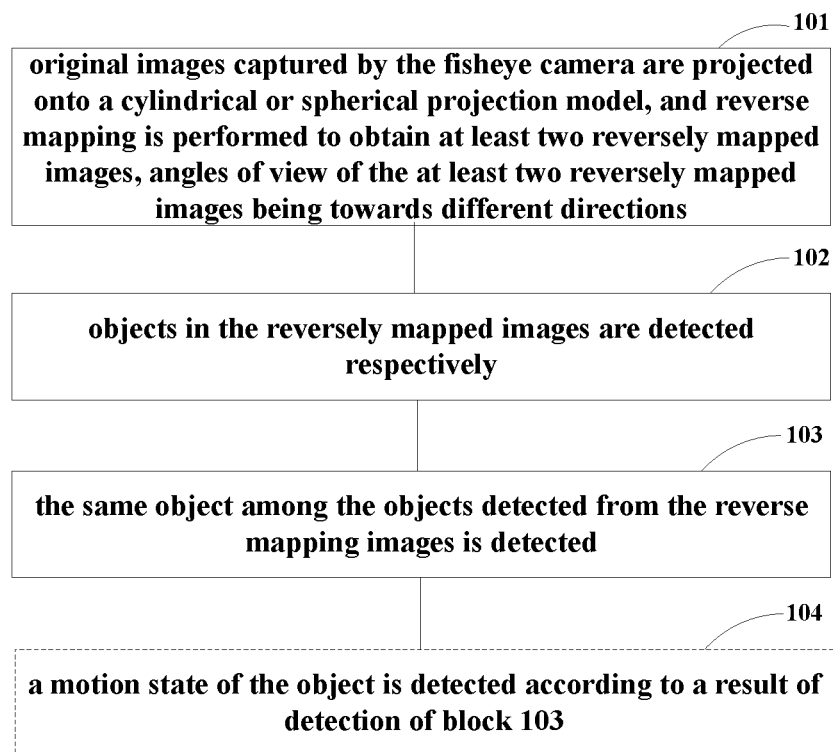 101
original images captured by the fisheye camera are projected
onto a cylindrical or spherical projection model, and reverse
mapping is performed to obtain at least two reversely mapped
images, angles of view of the at least two reversely mapped
images being towards different directions
102
objects in the reversely mapped images are detected
respectively
103
the same object among the objects detected from the reverse
mapping images is detected
104
a motion state of the object is detected according to a result of
detection of block 103